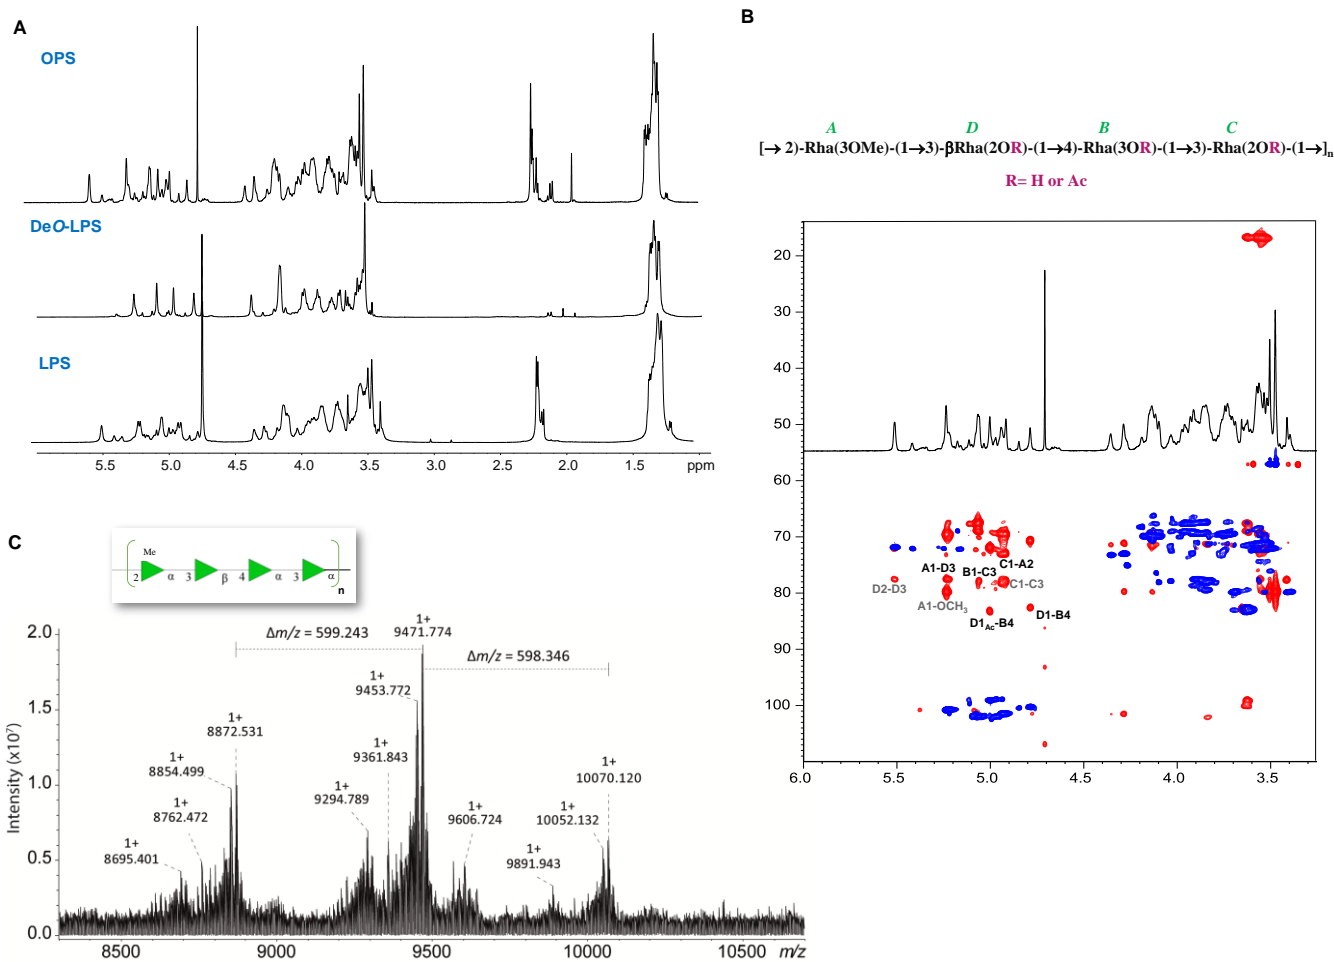 A
OPS
DeO-LPS
LPS
5.5 5.0 4.5 4.0 3.5 3.0 2.5 2.0 1.5 ppm
B
A D B C
[→ 2)-Rha(3OMe)-(1→3)-βRha(2OR)-(1→4)-Rha(3OR)-(1→3)-Rha(2OR)-(1→]n
R= H or Ac
20
30
40
50
60
70
80
90
100
A1-D3
B1-C3
C1-A2
D2-D3
C1-C3
A1-OCH3
D1Ac-B4
D1-B4
6.0 5.5 5.0 4.5 4.0 3.5
C
Me
2 α 3 β 4 α 3 α
n
Intensity (x10⁷)
2.0
1.5
1.0
0.5
0.0
Δm/z = 599.243
Δm/z = 598.346
1+
8695.401
1+
8762.472
1+
8854.499
1+
8872.531
1+
9294.789
1+
9361.843
1+
9453.772
1+
9471.774
1+
9606.724
1+
9891.943
1+
10052.132
1+
10070.120
8500 9000 9500 10000 10500 m/z